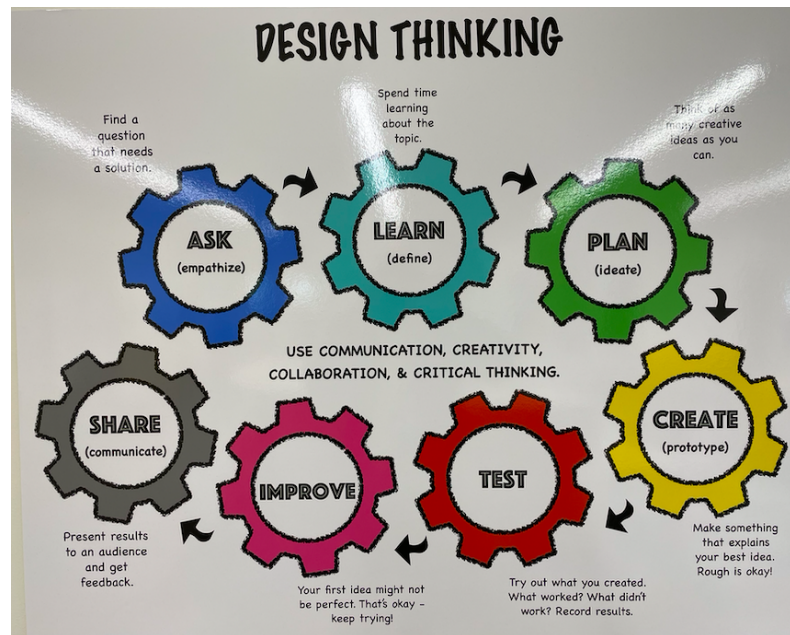 DESIGN THINKING
Find a
question
that needs
a solution.
ASK
(empathize)
Spend time
learning
about the
topic.
LEARN
(define)
Think of as
many creative
ideas as you
can.
PLAN
(ideate)
USE COMMUNICATION, CREATIVITY,
COLLABORATION, & CRITICAL THINKING.
CREATE
(prototype)
Make something
that explains
your best idea.
Rough is okay!
TEST
Try out what you created.
What worked? What didn't
work? Record results.
IMPROVE
Your first idea might not
be perfect. That's okay -
keep trying!
SHARE
(communicate)
Present results
to an audience
and get
feedback.